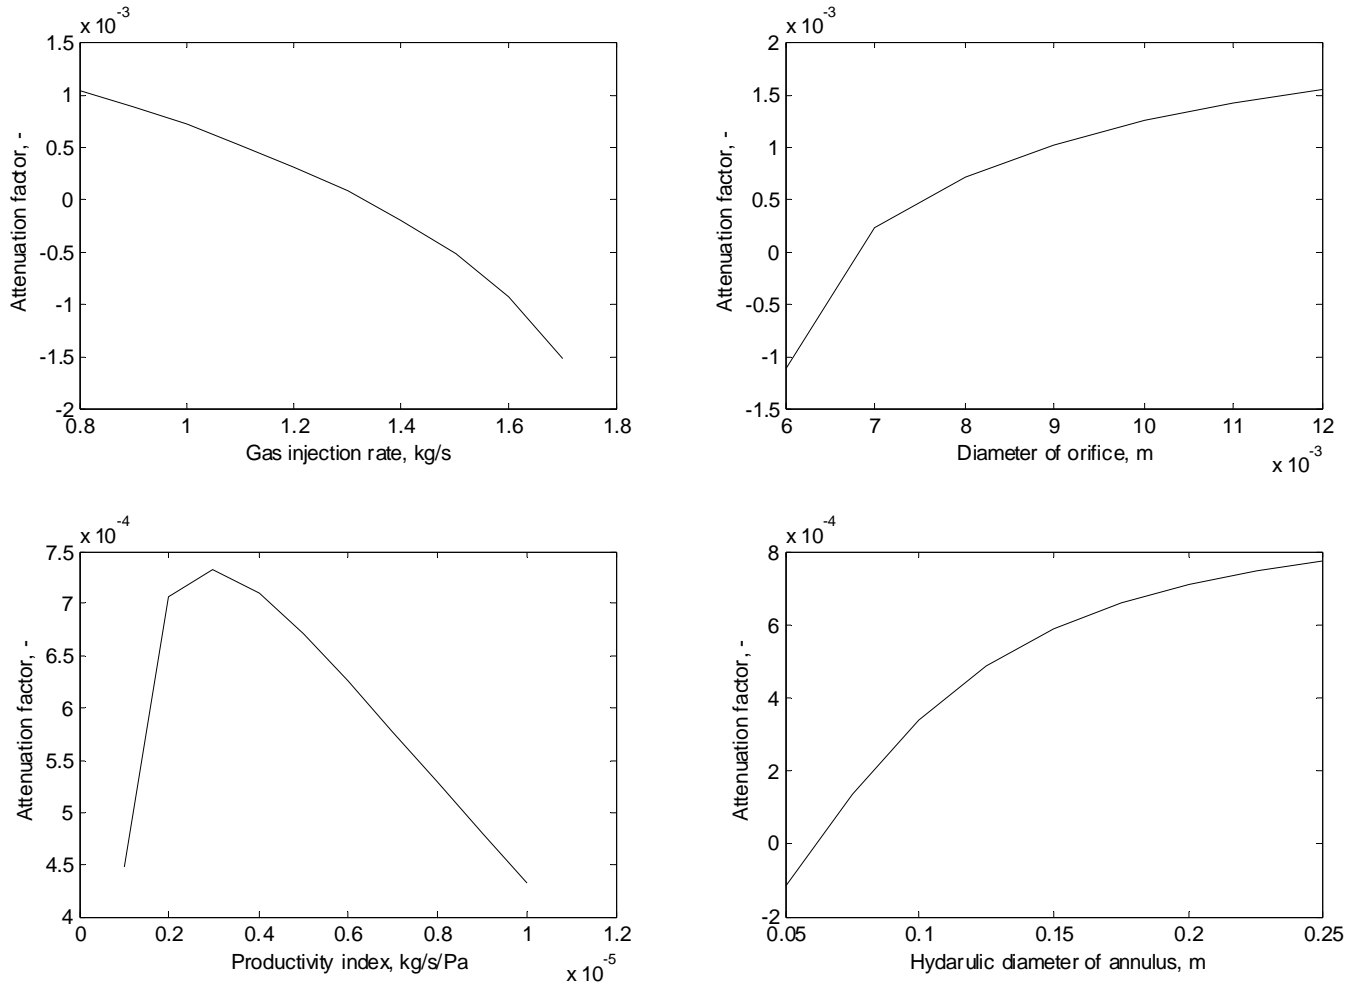 x 10-3
1.5
1
0.5
0
-0.5
-1
-1.5
-2
0.8 1 1.2 1.4 1.6 1.8
Gas injection rate, kg/s
Attenuation factor, -
x 10-3
2
1.5
1
0.5
0
-0.5
-1
-1.5
6 7 8 9 10 11 12
Diameter of orifice, m
x 10-3
Attenuation factor, -
x 10-4
7.5
7
6.5
6
5.5
5
4.5
4
0 0.2 0.4 0.6 0.8 1 1.2
Productivity index, kg/s/Pa
x 10-5
Attenuation factor, -
x 10-4
8
6
4
2
0
-2
0.05 0.1 0.15 0.2 0.25
Hydarulic diameter of annulus, m
Attenuation factor, -